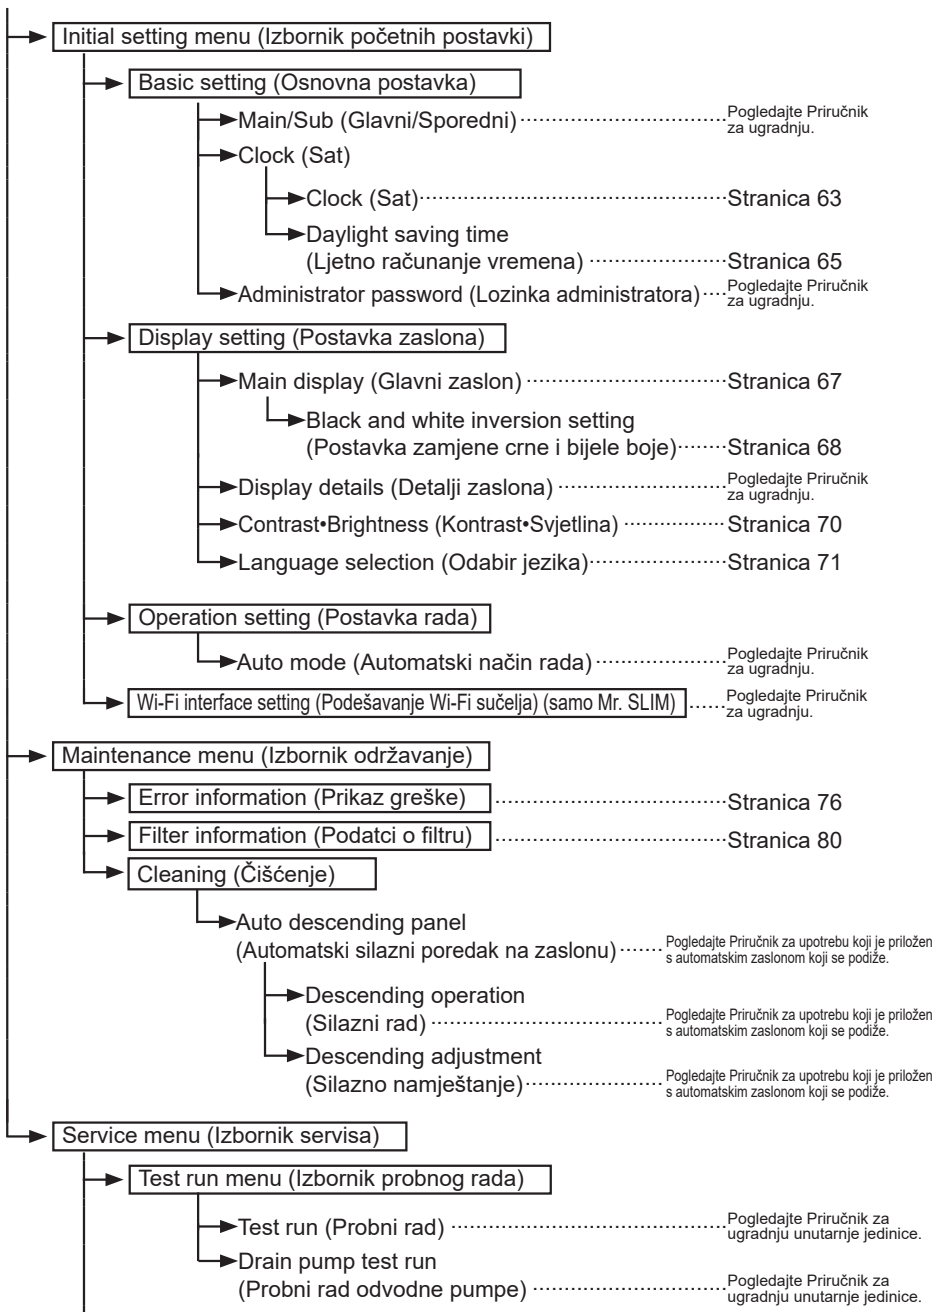 Initial setting menu (Izbornik početnih postavki)
Basic setting (Osnovna postavka)
Main/Sub (Glavni/Sporedni) Pogledajte Priručnik
za ugradnju.
Clock (Sat)
Clock (Sat) Stranica 63
Daylight saving time
(Ljetno računanje vremena) Stranica 65
Administrator password (Lozinka administratora) Pogledajte Priručnik
za ugradnju.
Display setting (Postavka zaslona)
Main display (Glavni zaslon) Stranica 67
Black and white inversion setting
(Postavka zamjene crne i bijele boje) Stranica 68
Display details (Detalji zaslona) Pogledajte Priručnik
za ugradnju.
Contrast•Brightness (Kontrast•Svjetlina) Stranica 70
Language selection (Odabir jezika) Stranica 71
Operation setting (Postavka rada)
Auto mode (Automatski način rada) Pogledajte Priručnik
za ugradnju.
Wi-Fi interface setting (Podešavanje Wi-Fi sučelja) (samo Mr. SLIM) Pogledajte Priručnik
za ugradnju.
Maintenance menu (Izbornik održavanje)
Error information (Prikaz greške) Stranica 76
Filter information (Podatci o filtru) Stranica 80
Cleaning (Čišćenje)
Auto descending panel
(Automatski silazni poredak na zaslonu) Pogledajte Priručnik za upotrebu koji je priložen
s automatskim zaslonom koji se podiže.
Descending operation
(Silazni rad) Pogledajte Priručnik za upotrebu koji je priložen
s automatskim zaslonom koji se podiže.
Descending adjustment
(Silazno namještanje) Pogledajte Priručnik za upotrebu koji je priložen
s automatskim zaslonom koji se podiže.
Service menu (Izbornik servisa)
Test run menu (Izbornik probnog rada)
Test run (Probni rad) Pogledajte Priručnik za
ugradnju unutarnje jedinice.
Drain pump test run
(Probni rad odvodne pumpe) Pogledajte Priručnik za
ugradnju unutarnje jedinice.